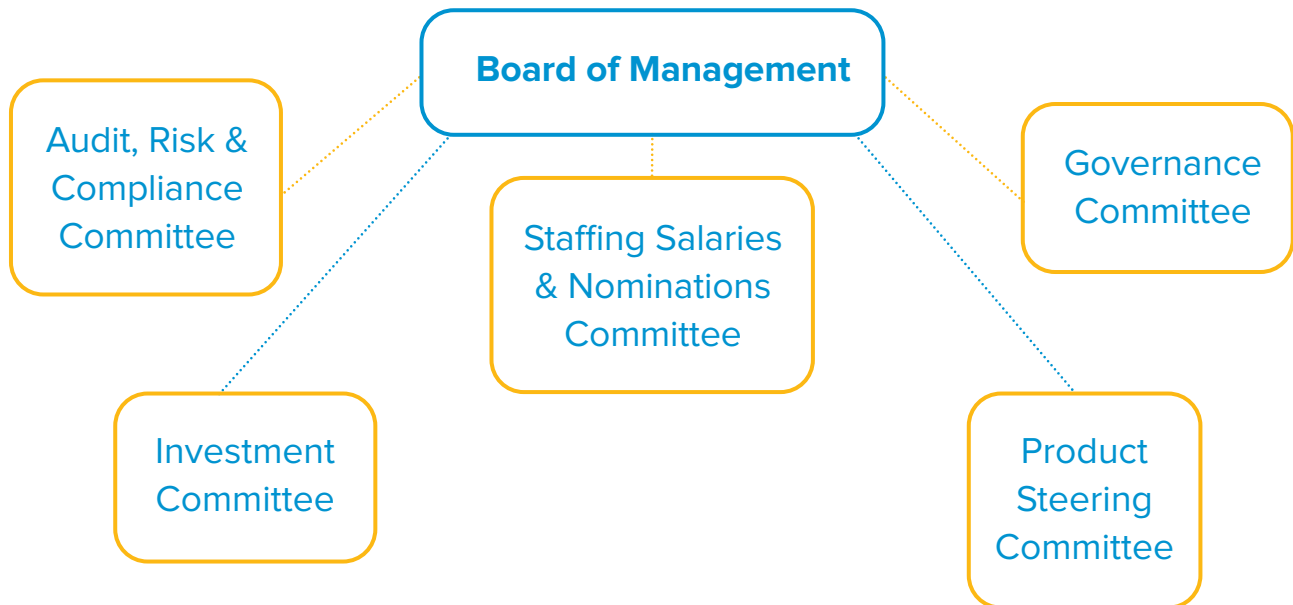 Board of Management
Audit, Risk &
Compliance
Committee
Staffing Salaries
& Nominations
Committee
Governance
Committee
Investment
Committee
Product
Steering
Committee